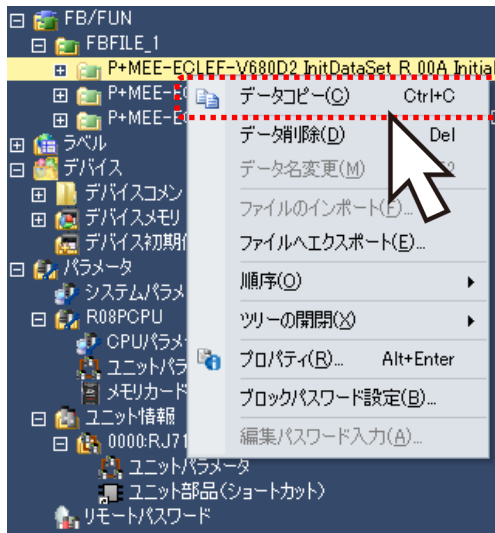 FB/FUN
FBFILE_1
P+MEE-ECLEF-V680D2_InitDataSet_R_00A Initial
P+MEE-E
データコピー(C) Ctrl+C
P+MEE-E
データ削除(D) Del
ラベル
デバイス
データ名変更(M)
デバイスコメン
ファイルのインポート(F)...
デバイスメモリ
ファイルへエクスポート(E)...
デバイス初期
パラメータ
順序(O)
システムパラメ
R08PCPU
ツリーの開閉(X)
CPUパラメ
ユニットパラ
プロパティ(R)... Alt+Enter
メモリカード
ブロックパスワード設定(B)...
ユニット情報
0000:RJ71
編集パスワード入力(A)...
ユニットパラメータ
ユニット部品(ショートカット)
リモートパスワード